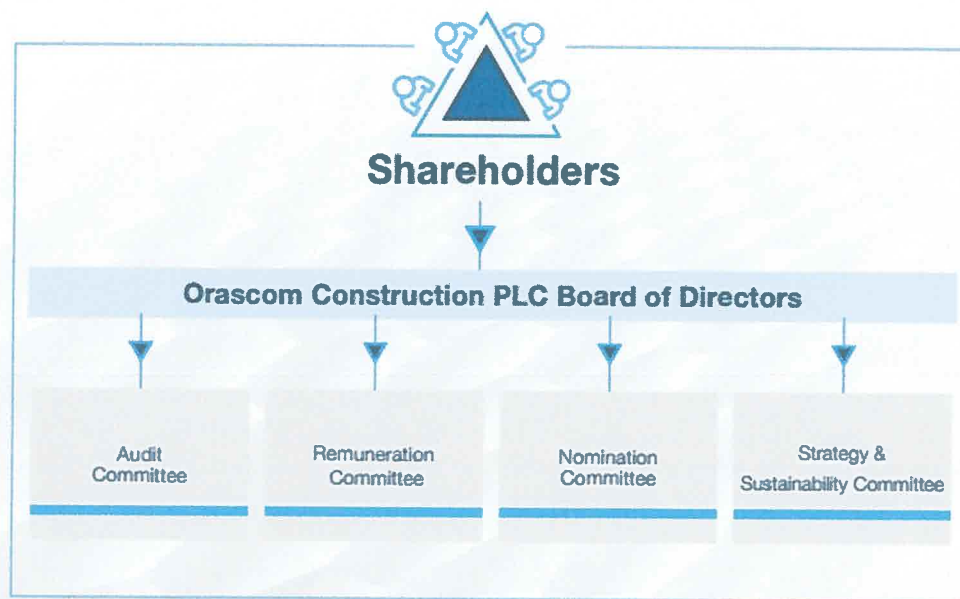 Shareholders
Orascom Construction PLC Board of Directors
Audit
Committee
Remuneration
Committee
Nomination
Committee
Strategy &
Sustainability Committee